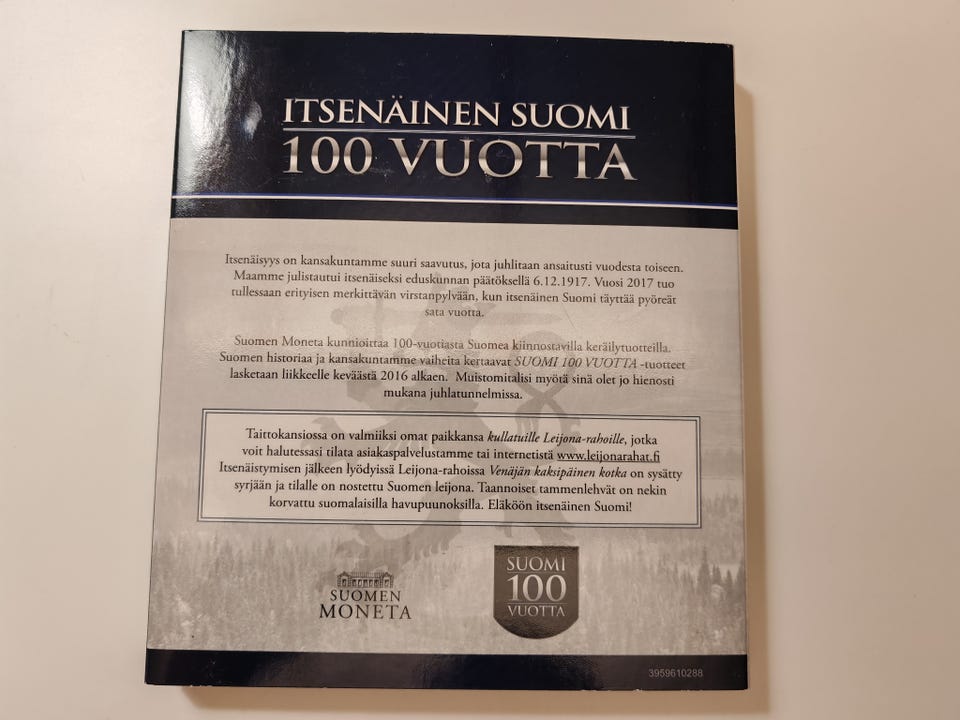 ITSENÄINEN SUOMI
100 VUOTTA
Itsenäisyys on kansakuntamme suuri saavutus, jota juhlitaan ansaitusti vuodesta toiseen.
Maamme julistautui itsenäiseksi eduskunnan päätöksellä 6.12.1917. Vuosi 2017 tuo
tullessaan erityisen merkittävän virstanpylvään, kun itsenäinen Suomi täyttää pyöreät
sata vuotta.
Suomen Moneta kunnioittaa 100-vuotiasta Suomea kiinnostavilla keräilytuotteilla.
Suomen historiaa ja kansakuntamme vaiheita kertaavat SUOMI 100 VUOTTA -tuotteet
lasketaan liikkeelle keväästä 2016 alkaen. Muistomitalisi myötä sinä olet jo hienosti
mukana juhlatunnelmissa.
Taittokansiossa on valmiiksi omat paikkansa kullatuille Leijona-rahoille, jotka
voit halutessasi tilata asiakaspalvelustamme tai internetistä www.leijonarahat.fi
Itsenäistymisen jälkeen lyödyissä Leijona-rahoissa Venäjän kaksipäinen kotka on sysätty
syrjään ja tilalle on nostettu Suomen leijona. Taannoiset tammenlehvät on nekin
korvattu suomalaisilla havupuunoksilla. Eläköön itsenäinen Suomi!
SUOMEN
MONETA
SUOMI
100
VUOTTA
3959610288